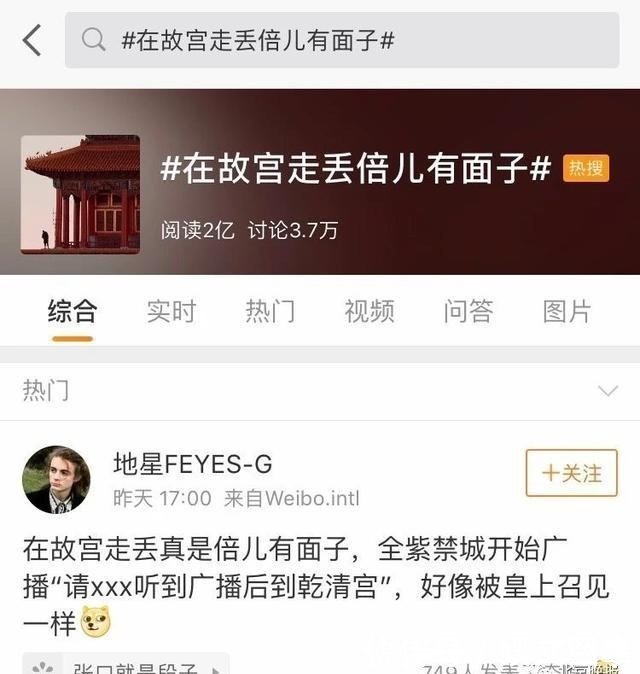 #在故宫走丢倍儿有面子#
#在故宫走丢倍儿有面子# 热搜
阅读2亿 讨论3.7万
综合 实时 热门 视频 问答 图片
热门
地星FEYES-G
+关注
昨天 17:00 来自Weibo.intl
在故宫走丢真是倍儿有面子，全紫禁城开始广
播“请xxx听到广播后到乾清宫”，好像被皇上召见
一样
张口就是段子
749人发表